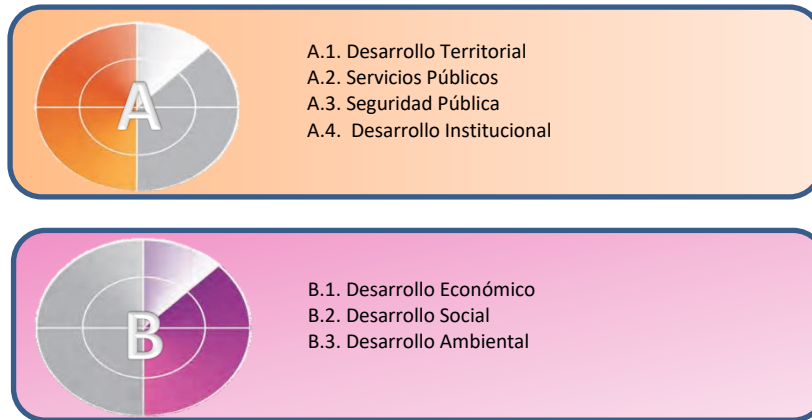 A
A.1. Desarrollo Territorial
A.2. Servicios Públicos
A.3. Seguridad Pública
A.4. Desarrollo Institucional
B
B.1. Desarrollo Económico
B.2. Desarrollo Social
B.3. Desarrollo Ambiental